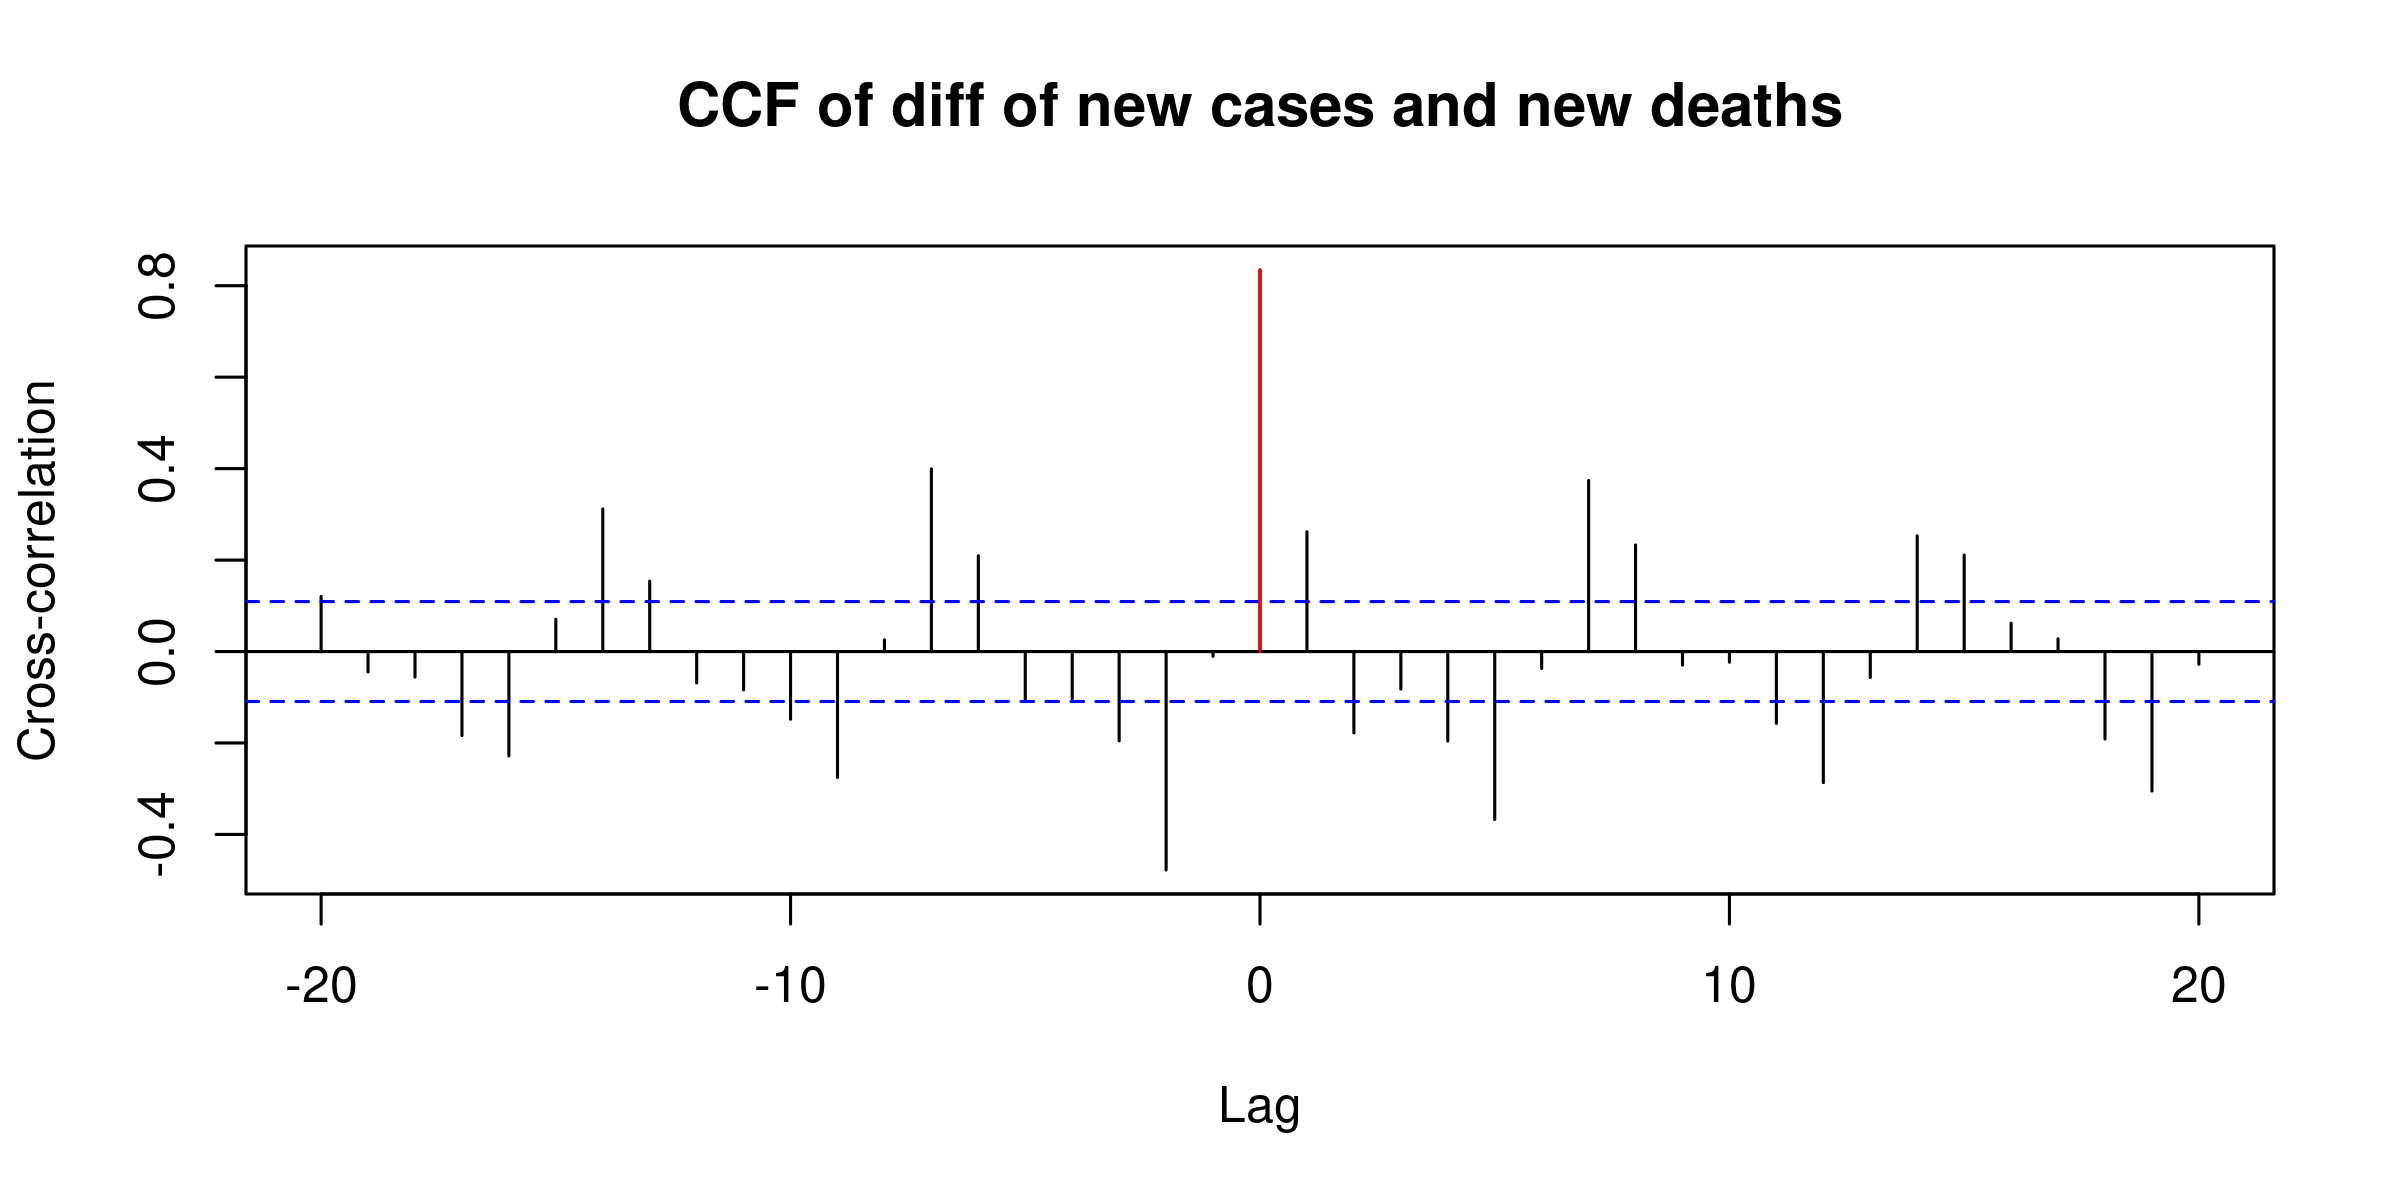 CCF of diff of new cases and new deaths
Cross-correlation
0.8
0.4
0.0
-0.4
-20 -10 0 10 20
Lag